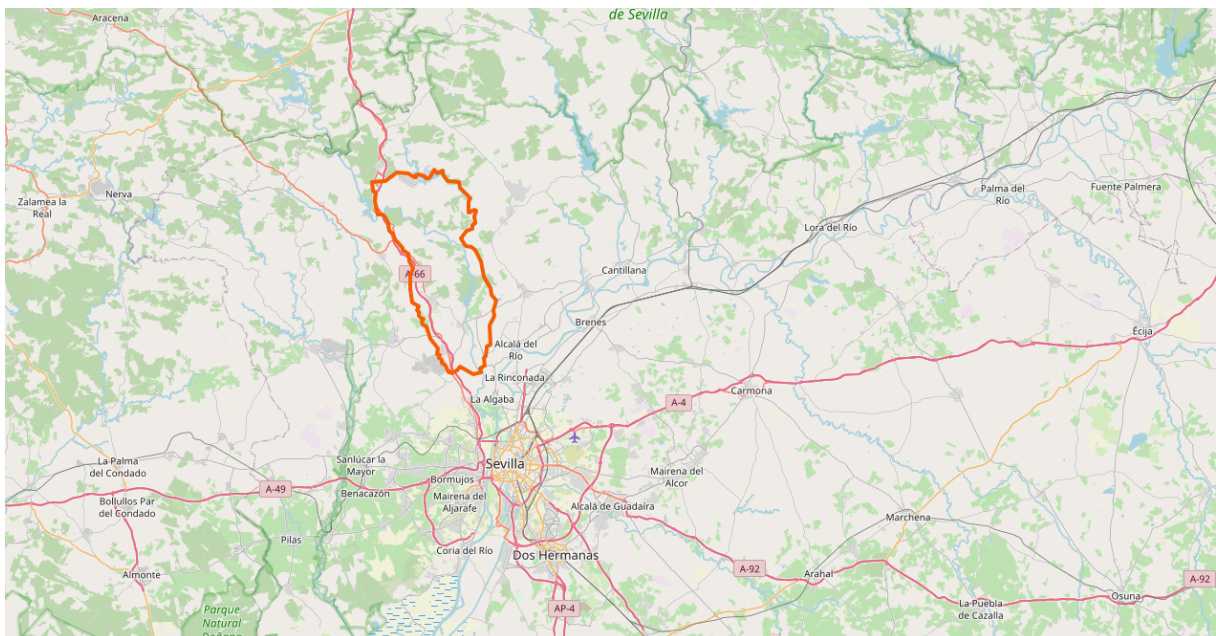 de Sevilla
Aracena
Nerva
Zalamea la
Real
Palma del
Río
Fuente Palmera
Lora del Río
Cantillana
A-66
Brenes
Écija
Alcalá del
Río
La Rinconada
Carmona
La Algaba
A-4
La Palma
del Condado
Sanlúcar la
Mayor
Sevilla
Mairena del
Alcor
A-49
Benacazón
Bormujos
Bollullos Par
del Condado
Mairena del
Aljarafe
Alcalá de Guadaíra
Marchena
Pilas
Coria del Río
Dos Hermanas
Almonte
A-92
Arahal
A-92
Osuna
La Puebla
de Cazalla
Parque
Natural
AP-4